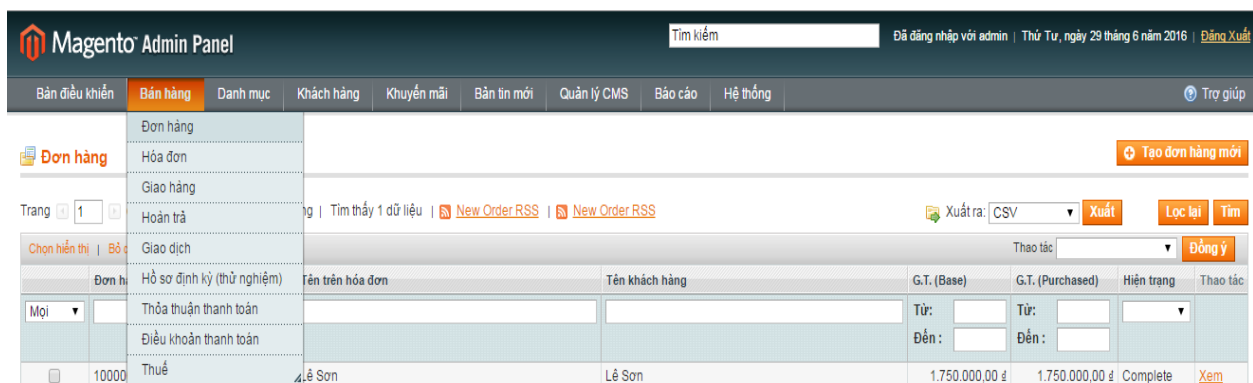 Magento Admin Panel
Tìm kiếm
Đã đăng nhập với admin | Thứ Tư, ngày 29 tháng 6 năm 2016 | Đăng Xuất
Bản điều khiển Bán hàng Danh mục Khách hàng Khuyến mãi Bản tin mới Quản lý CMS Báo cáo Hệ thống Trợ giúp
Đơn hàng
Hóa đơn
Giao hàng
Hoàn trả
Giao dịch
Hồ sơ định kỳ (thử nghiệm)
Thỏa thuận thanh toán
Điều khoản thanh toán
Thuế
Đơn hàng Tạo đơn hàng mới
Trang 1 | Tìm thấy 1 dữ liệu | New Order RSS | New Order RSS Xuất ra: CSV Xuất Lọc lại Tìm
Chọn hiển thị | Bỏ Thao tác Đồng ý
Đơn Tên trên hóa đơn Tên khách hàng G.T. (Base) G.T. (Purchased) Hiện trạng Thao tác
Mọi Từ: Từ:
Đến : Đến :
10000 Lê Sơn Lê Sơn 1.750.000,00 ₫ 1.750.000,00 ₫ Complete Xem